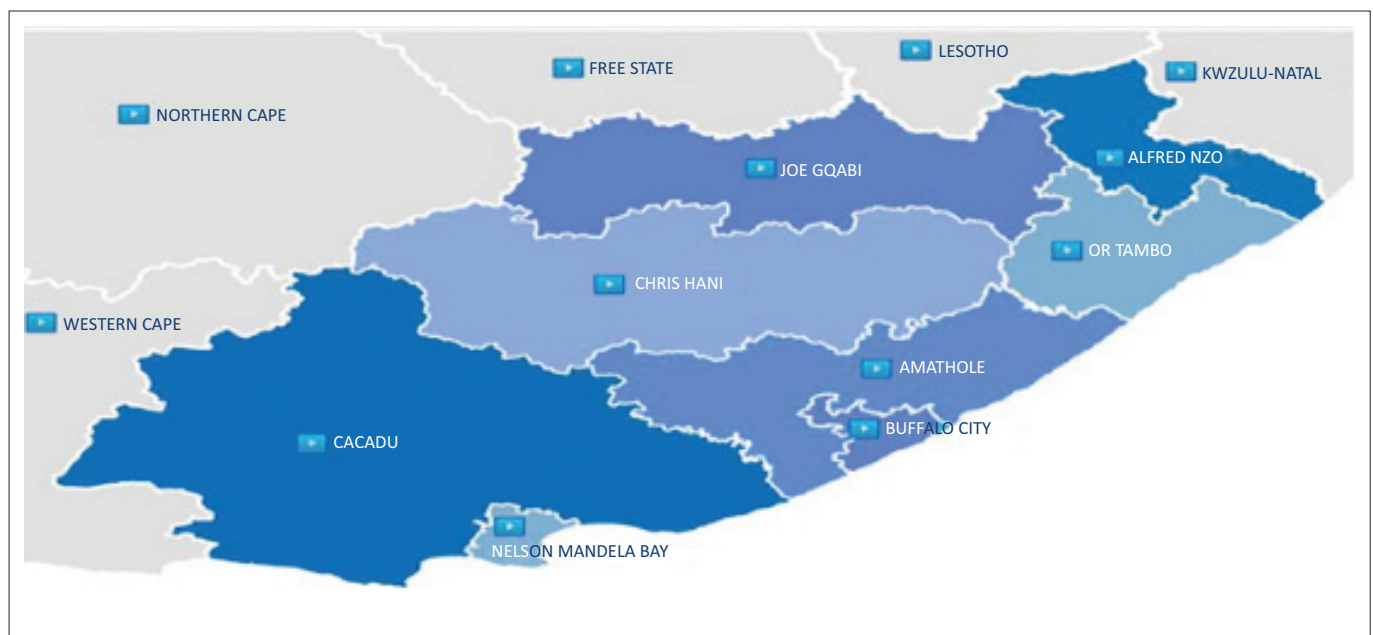 LESOTHO
FREE STATE
KWZULU-NATAL
NORTHERN CAPE
ALFRED NZO
JOE GQABI
OR TAMBO
CHRIS HANI
WESTERN CAPE
AMATHOLE
BUFFALO CITY
CACADU
NELSON MANDELA BAY